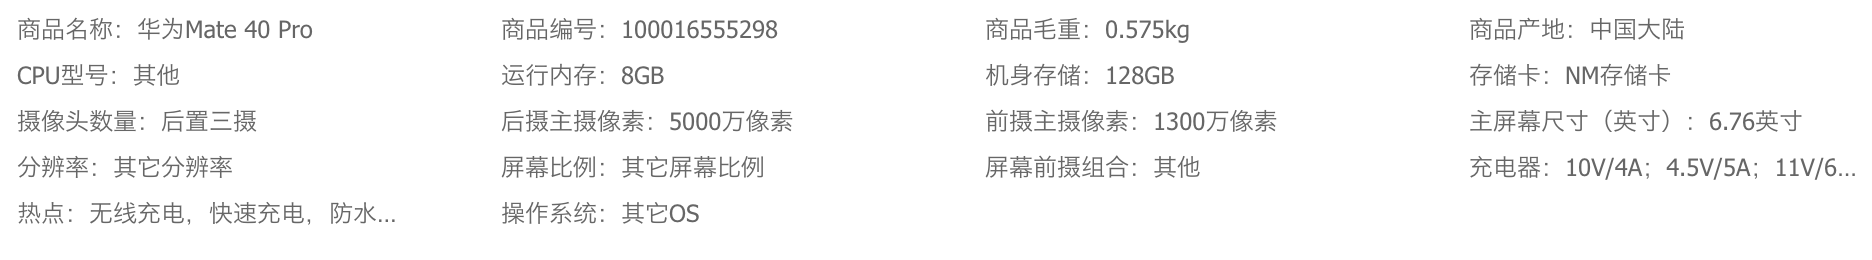 商品名称：华为Mate 40 Pro 商品编号：100016555298 商品毛重：0.575kg 商品产地：中国大陆
CPU型号：其他 运行内存：8GB 机身存储：128GB 存储卡：NM存储卡
摄像头数量：后置三摄 后摄主摄像素：5000万像素 前摄主摄像素：1300万像素 主屏幕尺寸（英寸）：6.76英寸
分辨率：其它分辨率 屏幕比例：其它屏幕比例 屏幕前摄组合：其他 充电器：10V/4A；4.5V/5A；11V/6...
热点：无线充电，快速充电，防水... 操作系统：其它OS